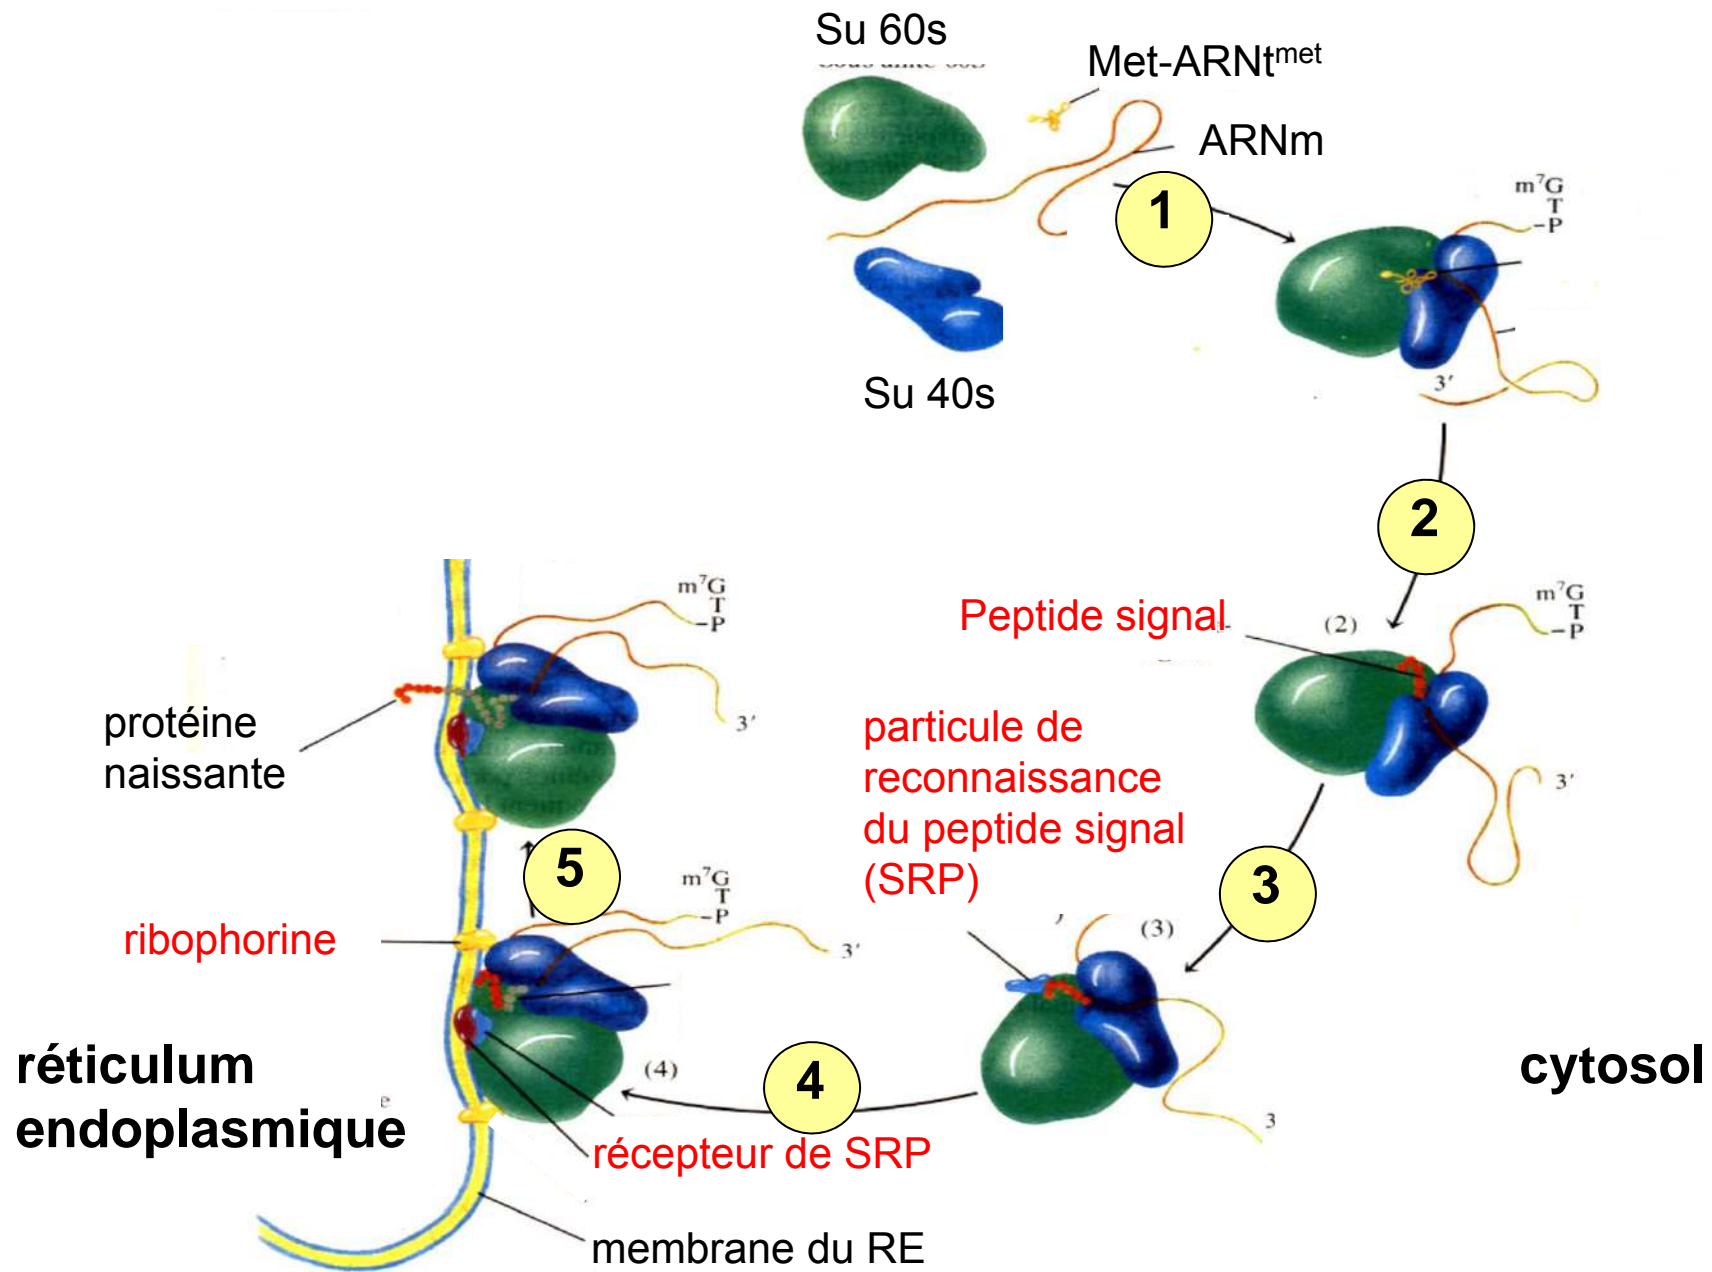 Su 60s
Met-ARNt^met
ARNm
1
m⁷G
T
–P
3′
Su 40s
2
m⁷G
T
–P
Peptide signal
(2)
3′
particule de
reconnaissance
du peptide signal
(SRP)
3
(3)
3
m⁷G
T
–P
3′
protéine
naissante
5
m⁷G
T
–P
3′
ribophorine
(4)
4
réticulum
endoplasmique
cytosol
récepteur de SRP
membrane du RE